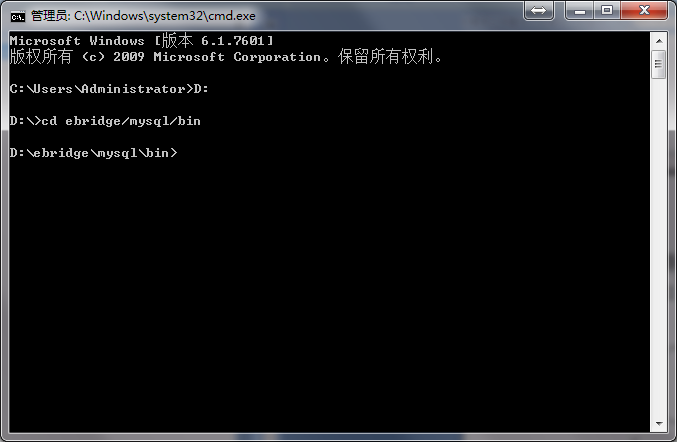 管理员: C:\Windows\system32\cmd.exe
Microsoft Windows [版本 6.1.7601]
版权所有 (c) 2009 Microsoft Corporation。保留所有权利。
C:\Users\Administrator>D:
D:\>cd ebridge/mysql/bin
D:\ebridge\mysql\bin>